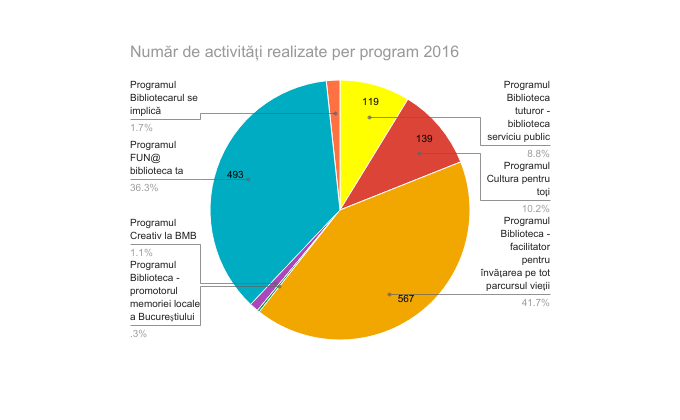 Număr de activități realizate per program 2016
Programul
Bibliotecarul se
implică
1.7%
Programul
FUN@
biblioteca ta
36.3%
Programul
Creativ la BMB
1.1%
Programul
Biblioteca -
promotorul
memoriei locale
a Bucureștiului
.3%
119
139
493
567
Programul
Biblioteca
tuturor -
biblioteca
serviciu public
8.8%
Programul
Cultura pentru
toți
10.2%
Programul
Biblioteca -
facilitator
pentru
învățarea pe tot
parcursul vieții
41.7%